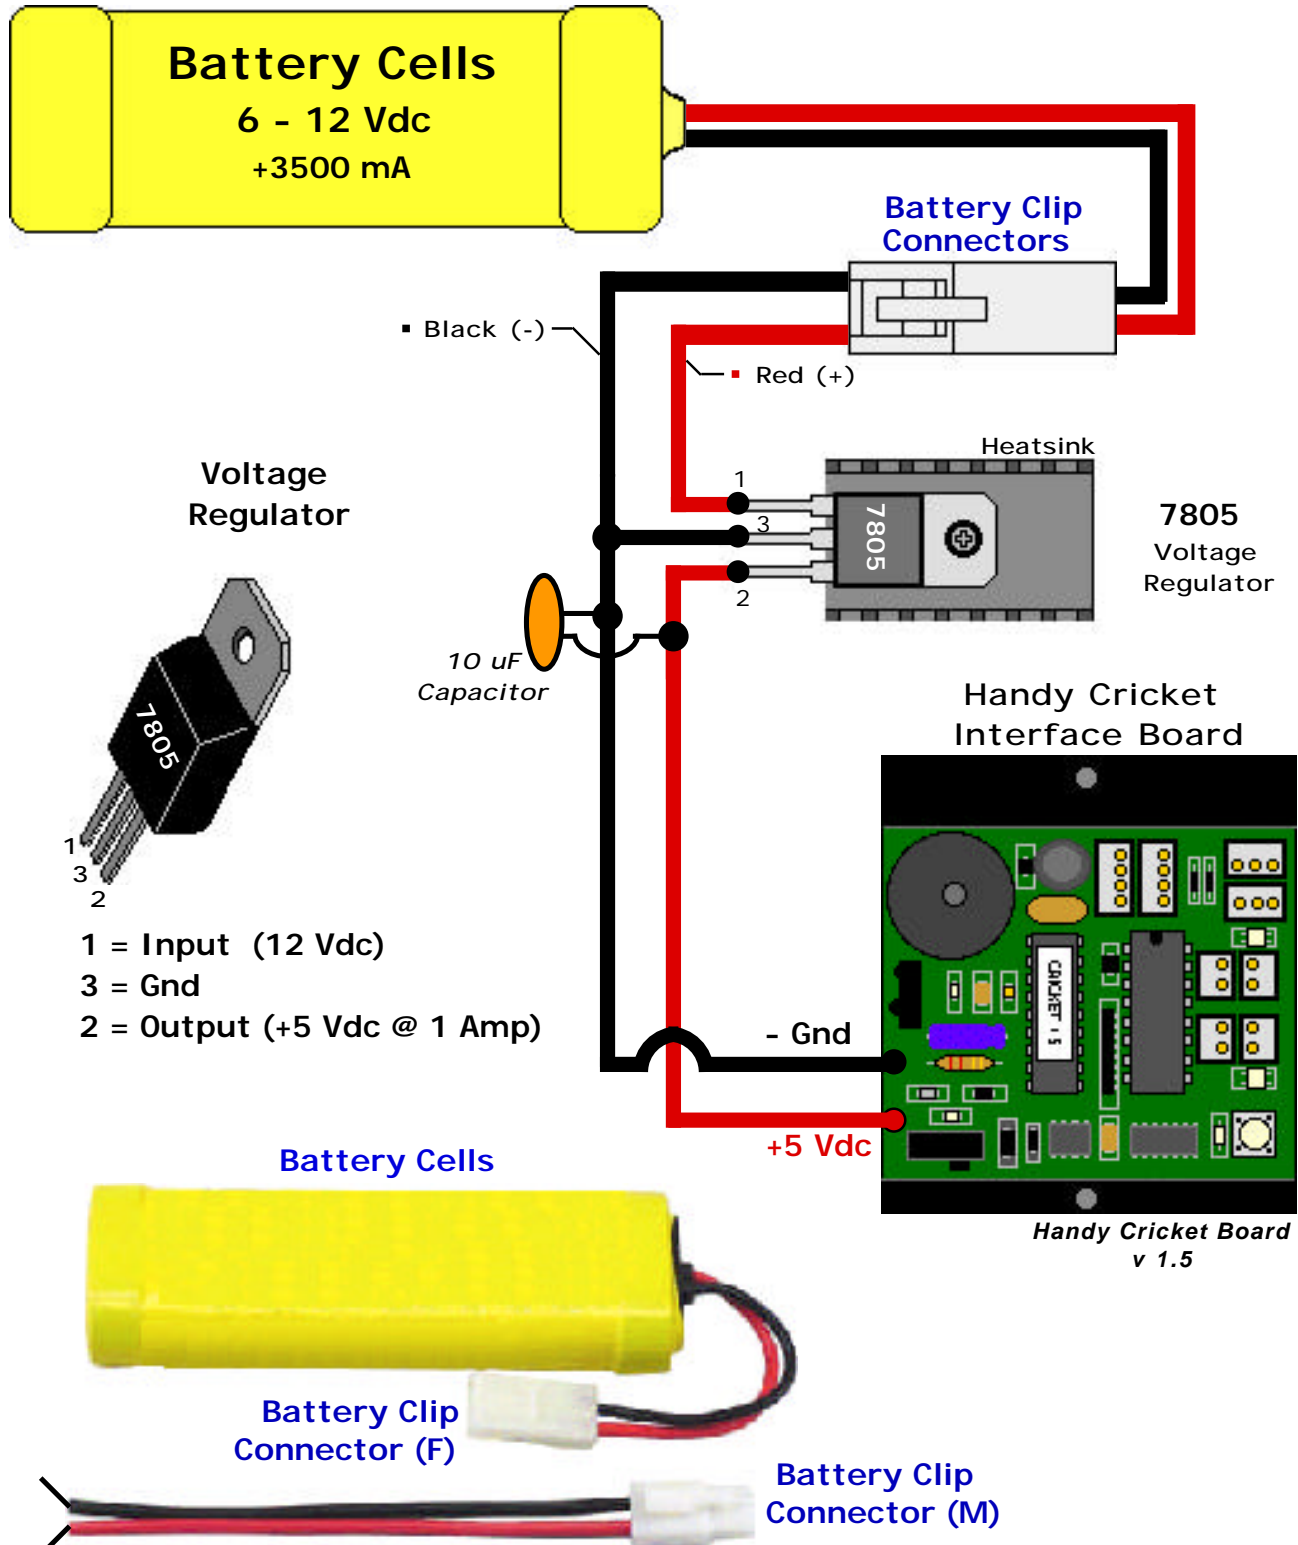 Battery Cells
6 - 12 Vdc
+3500 mA
Battery Clip
Connectors
▪ Black (-)
▪ Red (+)
Heatsink
Voltage
Regulator
1
3
2
7805
7805
Voltage
Regulator
10 uF
Capacitor
7805
1
3
2
Handy Cricket
Interface Board
1 = Input (12 Vdc)
3 = Gnd
2 = Output (+5 Vdc @ 1 Amp)
CRICKET 1 5
- Gnd
+5 Vdc
Handy Cricket Board
v 1.5
Battery Cells
Battery Clip
Connector (F)
Battery Clip
Connector (M)